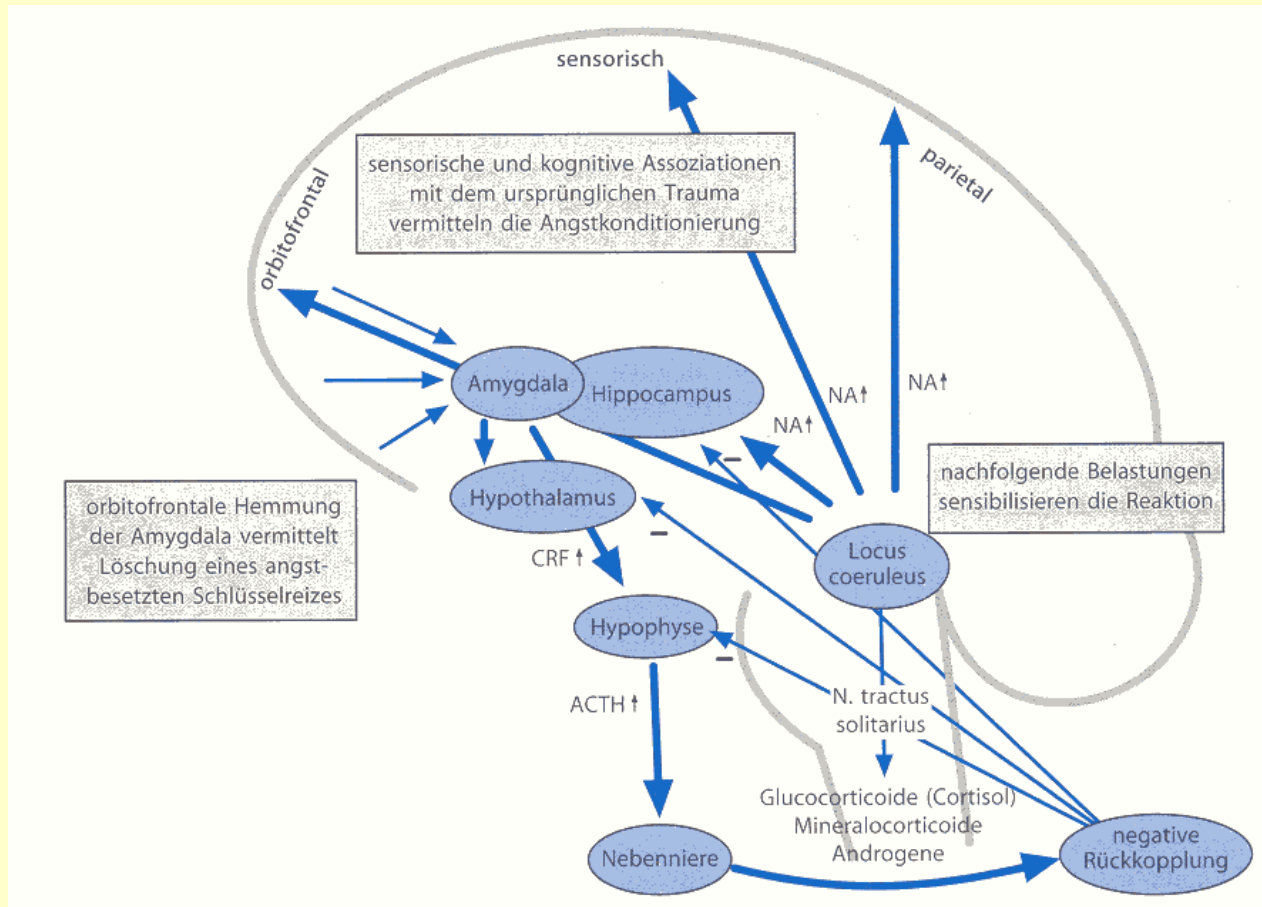 sensorisch
parietal
sensorische und kognitive Assoziationen
mit dem ursprünglichen Trauma
vermitteln die Angstkonditionierung
orbitofrontal
Amygdala
Hippocampus
NA↑
NA↑
NA↑
–
nachfolgende Belastungen
sensibilisieren die Reaktion
orbitofrontale Hemmung
der Amygdala vermittelt
Löschung eines angst-
besetzten Schlüsselreizes
Hypothalamus
–
CRF↑
Locus
coeruleus
Hypophyse
–
ACTH↑
N. tractus
solitarius
Glucocorticoide (Cortisol)
Mineralocorticoide
Androgene
Nebenniere
negative
Rückkopplung